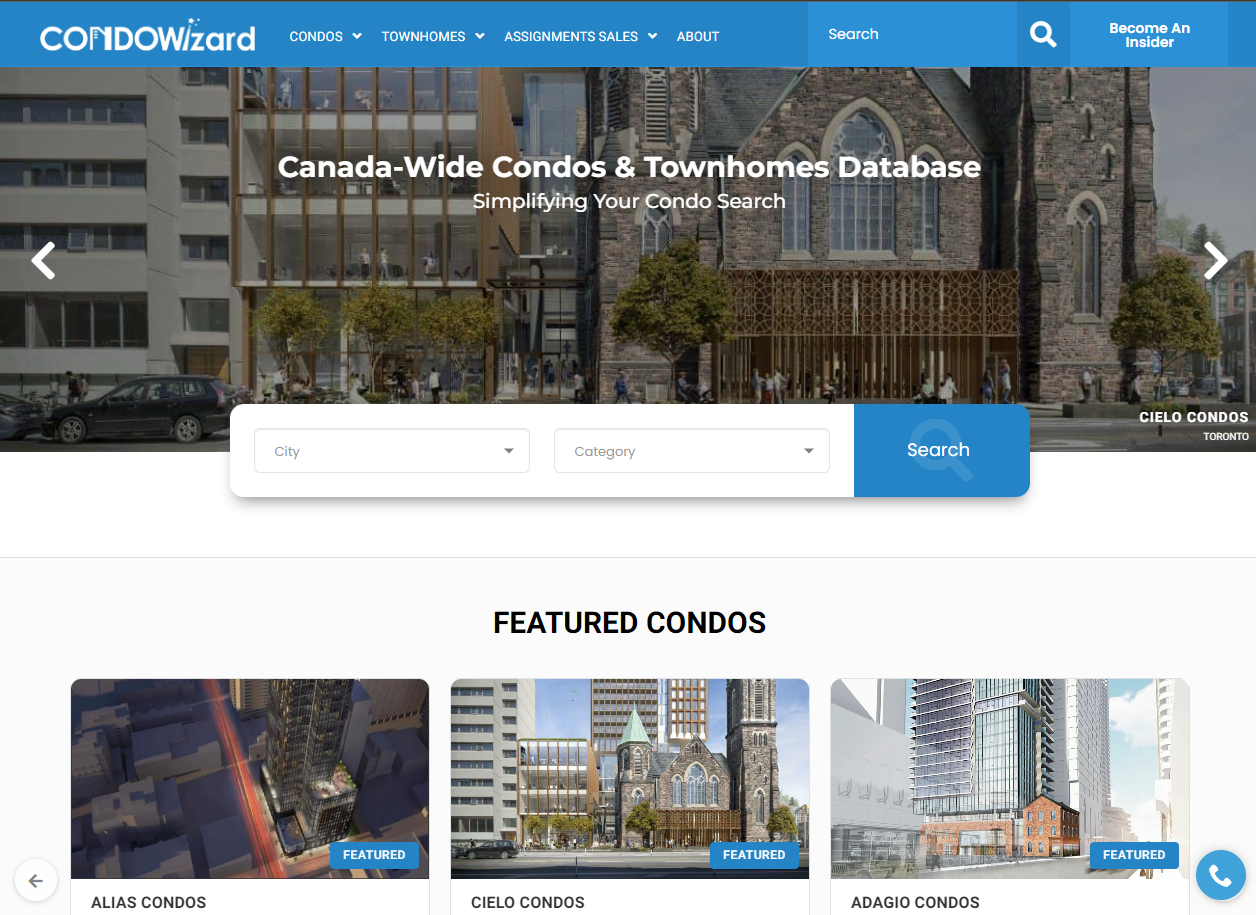 CONDOWizard
CONDOS
TOWNHOMES
ASSIGNMENTS SALES
ABOUT
Search
Become An
Insider
Canada-Wide Condos & Townhomes Database
Simplifying Your Condo Search
CIELO CONDOS
TORONTO
City
Category
Search
FEATURED CONDOS
FEATURED
FEATURED
FEATURED
ALIAS CONDOS
CIELO CONDOS
ADAGIO CONDOS